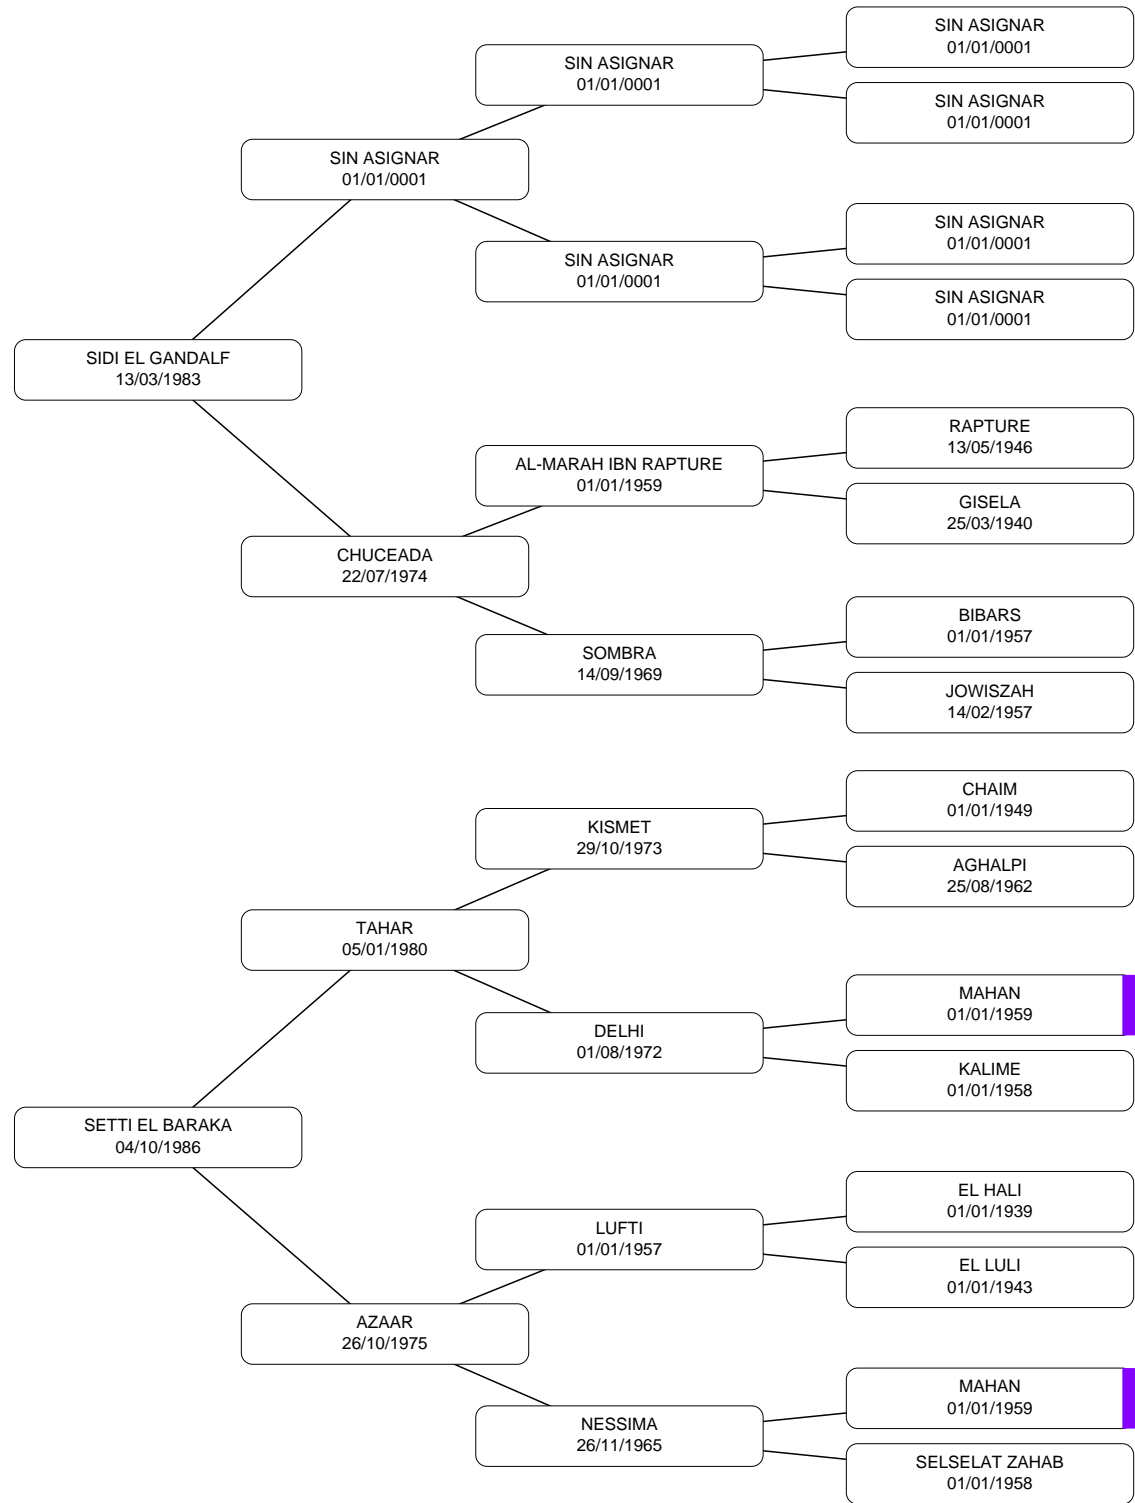 SIN ASIGNAR
01/01/0001
SIN ASIGNAR
01/01/0001
SIN ASIGNAR
01/01/0001
SIN ASIGNAR
01/01/0001
SIN ASIGNAR
01/01/0001
SIN ASIGNAR
01/01/0001
SIN ASIGNAR
01/01/0001
SIDI EL GANDALF
13/03/1983
RAPTURE
13/05/1946
AL-MARAH IBN RAPTURE
01/01/1959
GISELA
25/03/1940
CHUCEADA
22/07/1974
BIBARS
01/01/1957
SOMBRA
14/09/1969
JOWISZAH
14/02/1957
CHAIM
01/01/1949
KISMET
29/10/1973
AGHALPI
25/08/1962
TAHAR
05/01/1980
MAHAN
01/01/1959
DELHI
01/08/1972
KALIME
01/01/1958
SETTI EL BARAKA
04/10/1986
EL HALI
01/01/1939
LUFTI
01/01/1957
EL LULI
01/01/1943
AZAAR
26/10/1975
MAHAN
01/01/1959
NESSIMA
26/11/1965
SELSELAT ZAHAB
01/01/1958